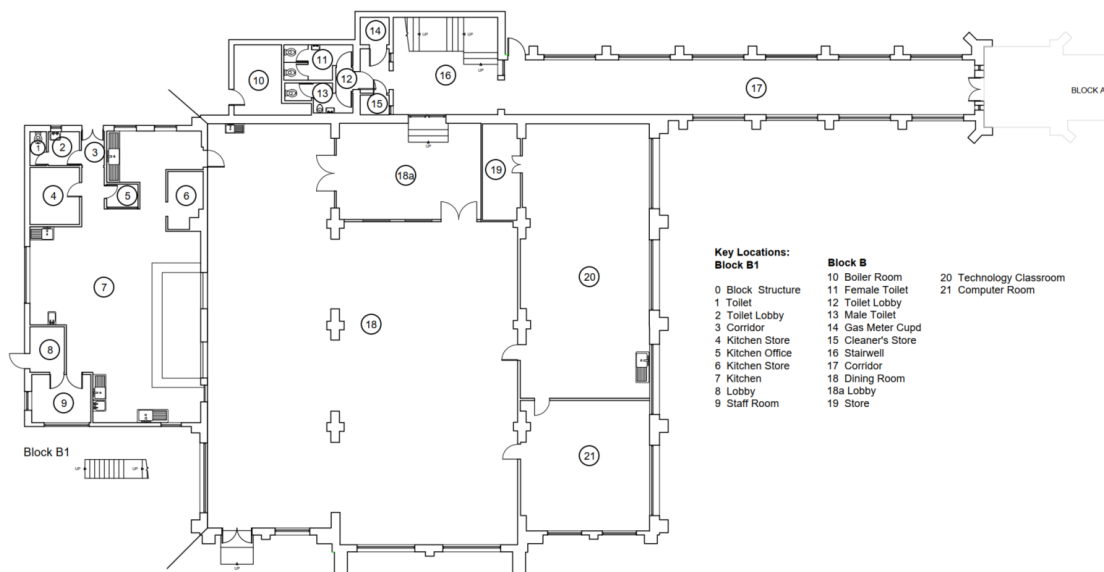 14
UP
UP
UP
16
11
10
12
13
15
17
BLOCK A
UP
1
2
3
4
5
6
18a
19
7
8
9
18
20
21
Block B1
UP
UP
UP
Key Locations:
Block B1
0 Block Structure
1 Toilet
2 Toilet Lobby
3 Corridor
4 Kitchen Store
5 Kitchen Office
6 Kitchen Store
7 Kitchen
8 Lobby
9 Staff Room
Block B
10 Boiler Room
11 Female Toilet
12 Toilet Lobby
13 Male Toilet
14 Gas Meter Cupd
15 Cleaner's Store
16 Stairwell
17 Corridor
18 Dining Room
18a Lobby
19 Store
20 Technology Classroom
21 Computer Room